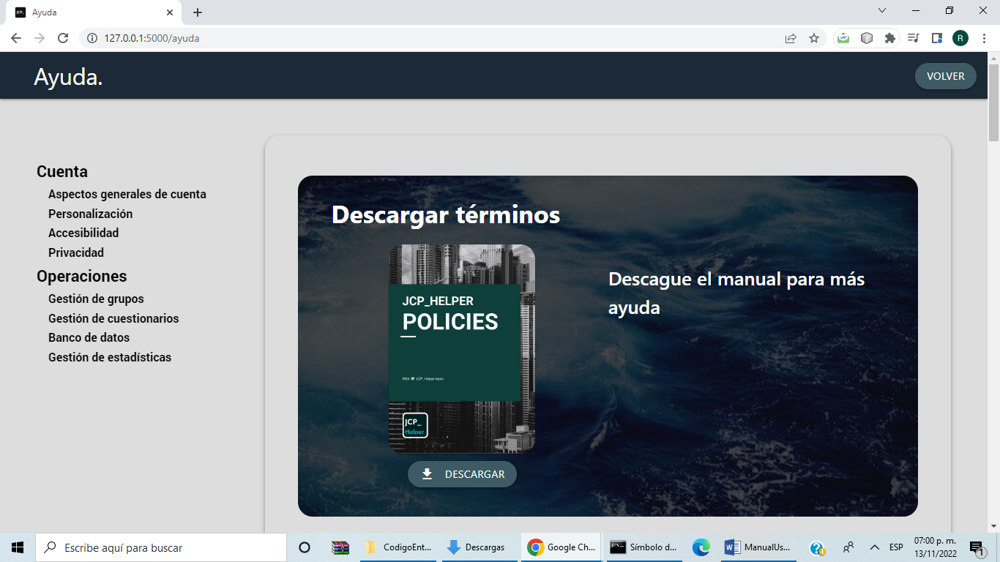 Ayuda
127.0.0.1:5000/ayuda
R
Ayuda.
VOLVER
Cuenta
Aspectos generales de cuenta
Personalización
Accesibilidad
Privacidad
Operaciones
Gestión de grupos
Gestión de cuestionarios
Banco de datos
Gestión de estadísticas
Descargar términos
JCP_HELPER
POLICIES
With JCP_Helper team.
JCP_
Helper
DESCARGAR
Descague el manual para más
ayuda
Escribe aquí para buscar
CodigoEnt...
Descargas
Google Ch...
Símbolo d...
ManualUs...
ESP
07:00 p. m.
13/11/2022
1